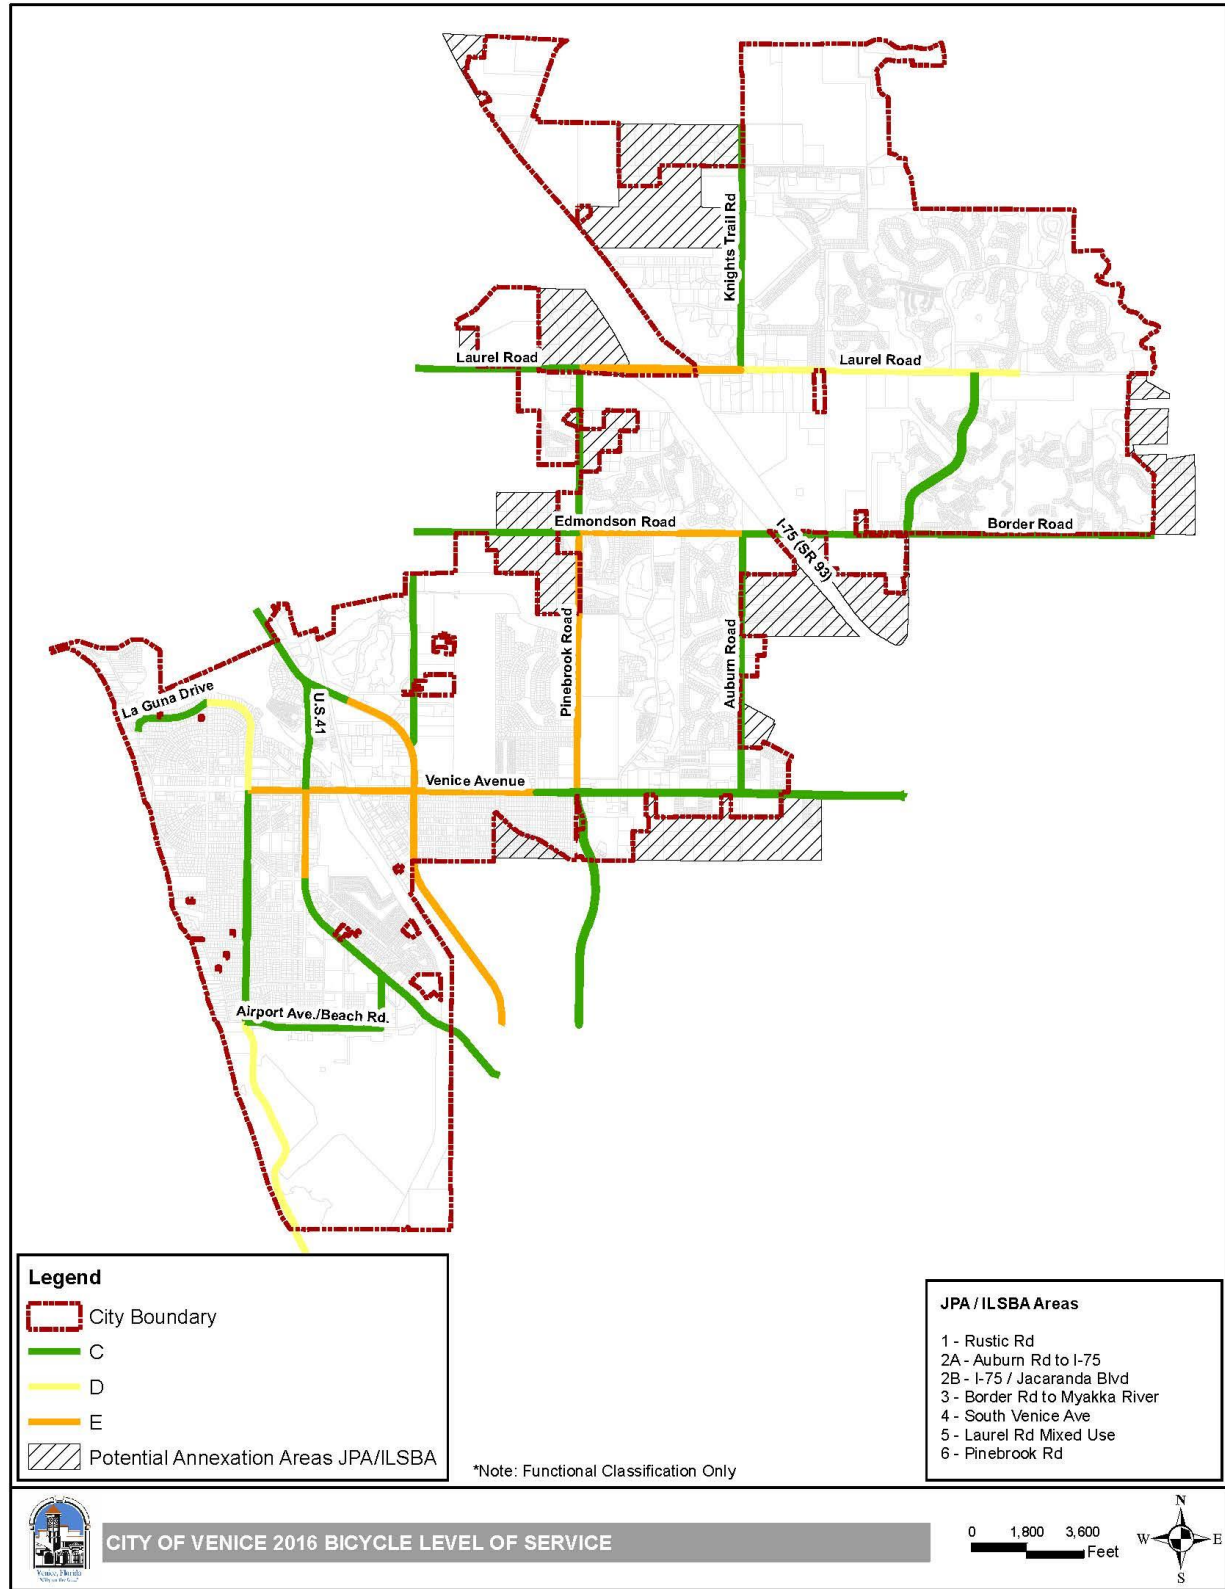 Knights Trail Rd
Laurel Road
Laurel Road
Edmondson Road
Border Road
I-75 (SR 93)
Pinebrook Road
Auburn Road
La Guna Drive
U.S.41
Venice Avenue
Airport Ave./Beach Rd.
Legend
City Boundary
C
D
E
Potential Annexation Areas JPA/ILSBA
*Note: Functional Classification Only
JPA / ILSBA Areas
1 - Rustic Rd
2A - Auburn Rd to I-75
2B - I-75 / Jacaranda Blvd
3 - Border Rd to Myakka River
4 - South Venice Ave
5 - Laurel Rd Mixed Use
6 - Pinebrook Rd
Venice, Florida
CITY OF VENICE 2016 BICYCLE LEVEL OF SERVICE
0 1,800 3,600
Feet
N
W E
S